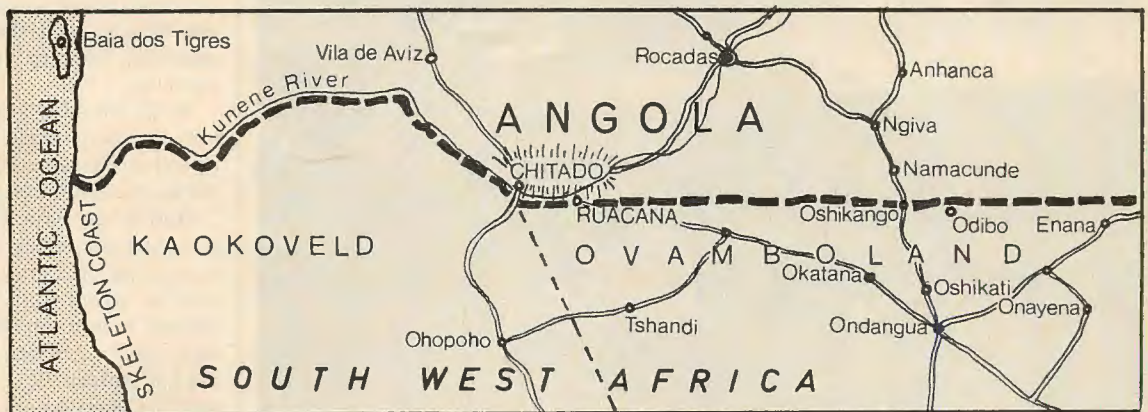 Baia dos Tigres
Vila de Aviz
Rocadas
Anhanca
Kunene River
ANGOLA
Ngiva
ATLANTIC OCEAN
CHITADO
Namacunde
RUACANA
Oshikango
Odibo
Enana
SKELETON COAST
KAOKOVELD
OVAMBOLAND
Okatana
Oshikati
Onayena
Tshandi
Ondangua
Ohopoho
SOUTH WEST AFRICA